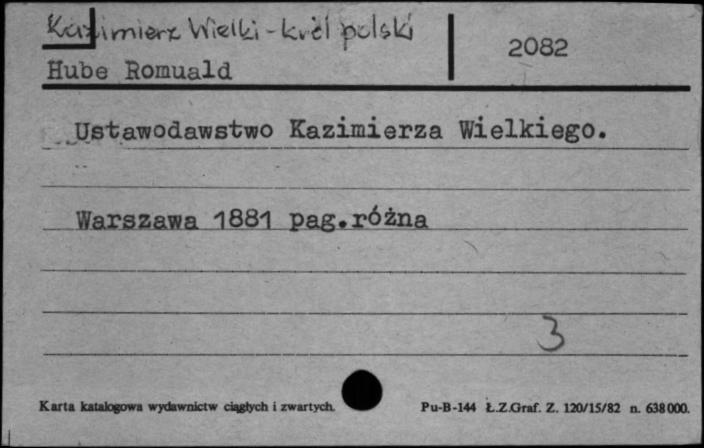 Kazimierz Wielki - król polski
2082
Hube Romuald
Ustawodawstwo Kazimierza Wielkiego.
Warszawa 1881 pag.różna
3
Karta katalogowa wydawnictw ciągłych i zwartych.
Pu-B-144 Ł.Z.Graf. Z. 120/15/82 n. 638000.